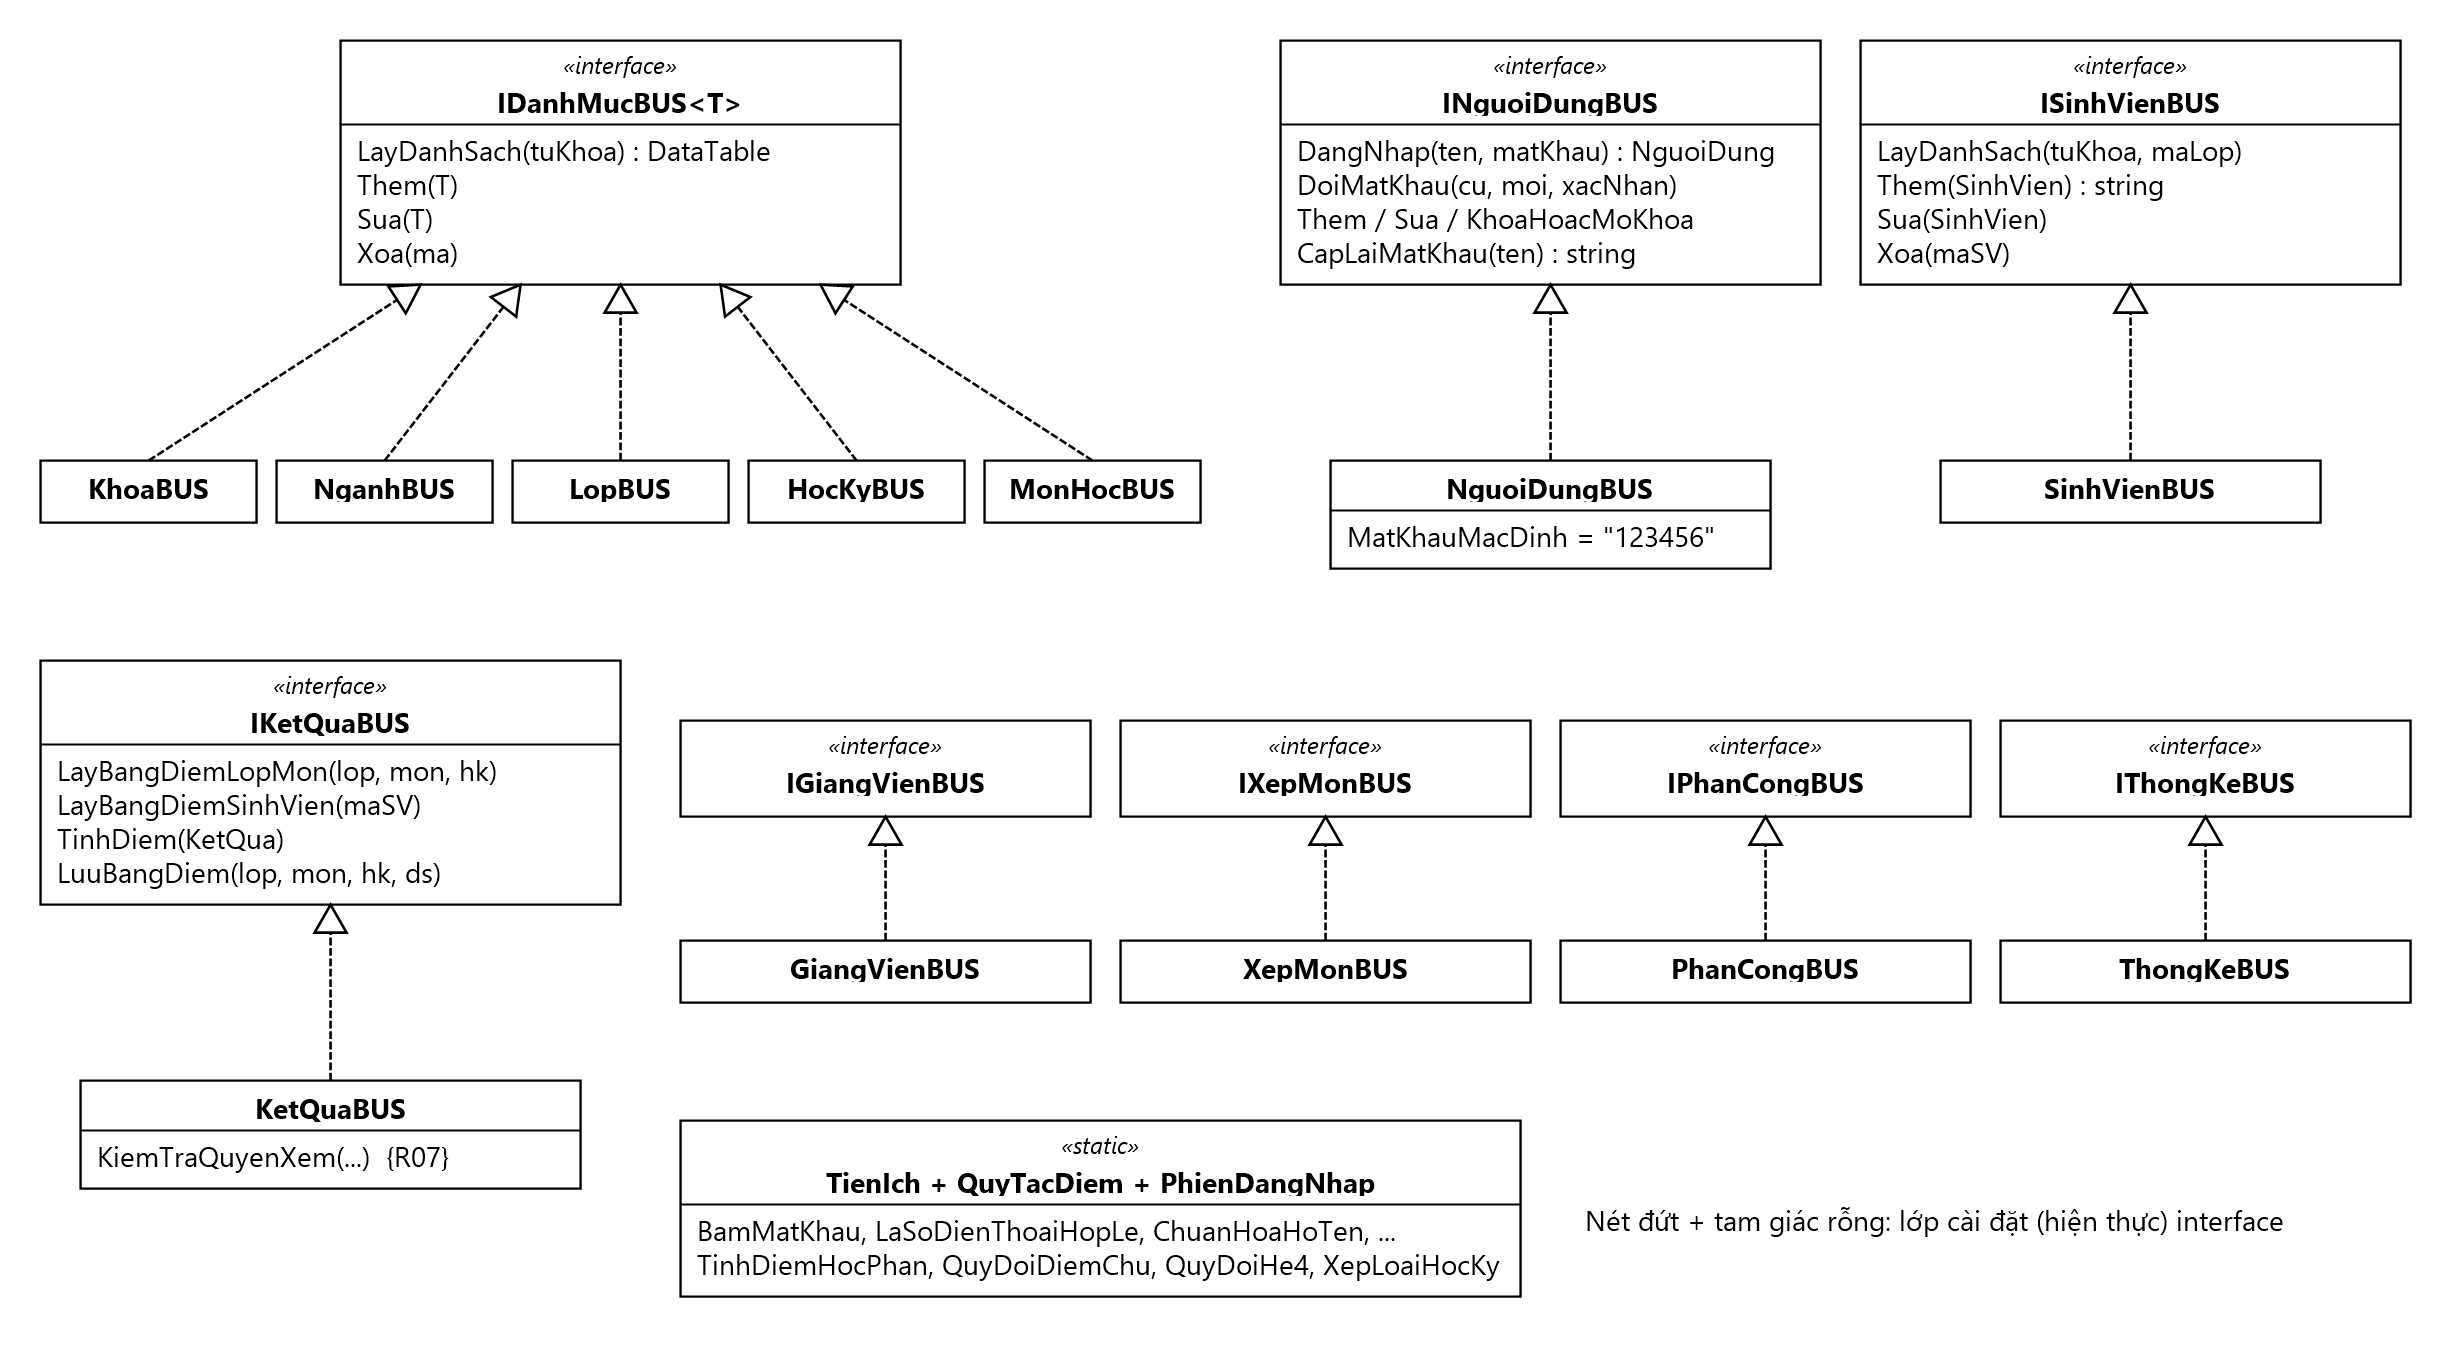 «interface»
IDanhMucBUS<T>
LayDanhSach(tuKhoa) : DataTable
Them(T)
Sua(T)
Xoa(ma)
«interface»
INguoiDungBUS
DangNhap(ten, matKhau) : NguoiDung
DoiMatKhau(cu, moi, xacNhan)
Them / Sua / KhoaHoacMoKhoa
CapLaiMatKhau(ten) : string
«interface»
ISinhVienBUS
LayDanhSach(tuKhoa, maLop)
Them(SinhVien) : string
Sua(SinhVien)
Xoa(maSV)
KhoaBUS
NganhBUS
LopBUS
HocKyBUS
MonHocBUS
NguoiDungBUS
MatKhauMacDinh = "123456"
SinhVienBUS
«interface»
IKetQuaBUS
LayBangDiemLopMon(lop, mon, hk)
LayBangDiemSinhVien(maSV)
TinhDiem(KetQua)
LuuBangDiem(lop, mon, hk, ds)
«interface»
IGiangVienBUS
«interface»
IXepMonBUS
«interface»
IPhanCongBUS
«interface»
IThongKeBUS
GiangVienBUS
XepMonBUS
PhanCongBUS
ThongKeBUS
KetQuaBUS
KiemTraQuyenXem(...) {R07}
«static»
TienIch + QuyTacDiem + PhienDangNhap
BamMatKhau, LaSoDienThoaiHopLe, ChuanHoaHoTen, ...
TinhDiemHocPhan, QuyDoiDiemChu, QuyDoiHe4, XepLoaiHocKy
Nét đứt + tam giác rỗng: lớp cài đặt (hiện thực) interface